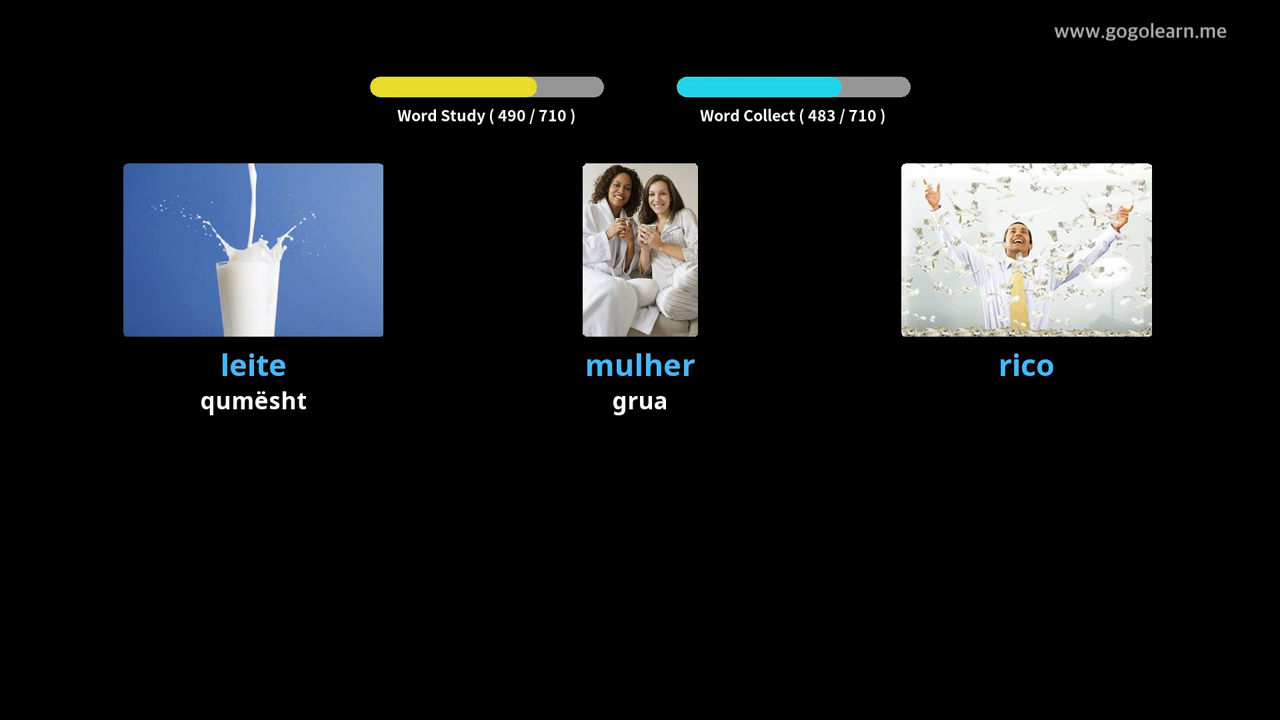 www.gogolearn.me
Word Study ( 490 / 710 )
Word Collect ( 483 / 710 )
leite
qumësht
mulher
grua
rico